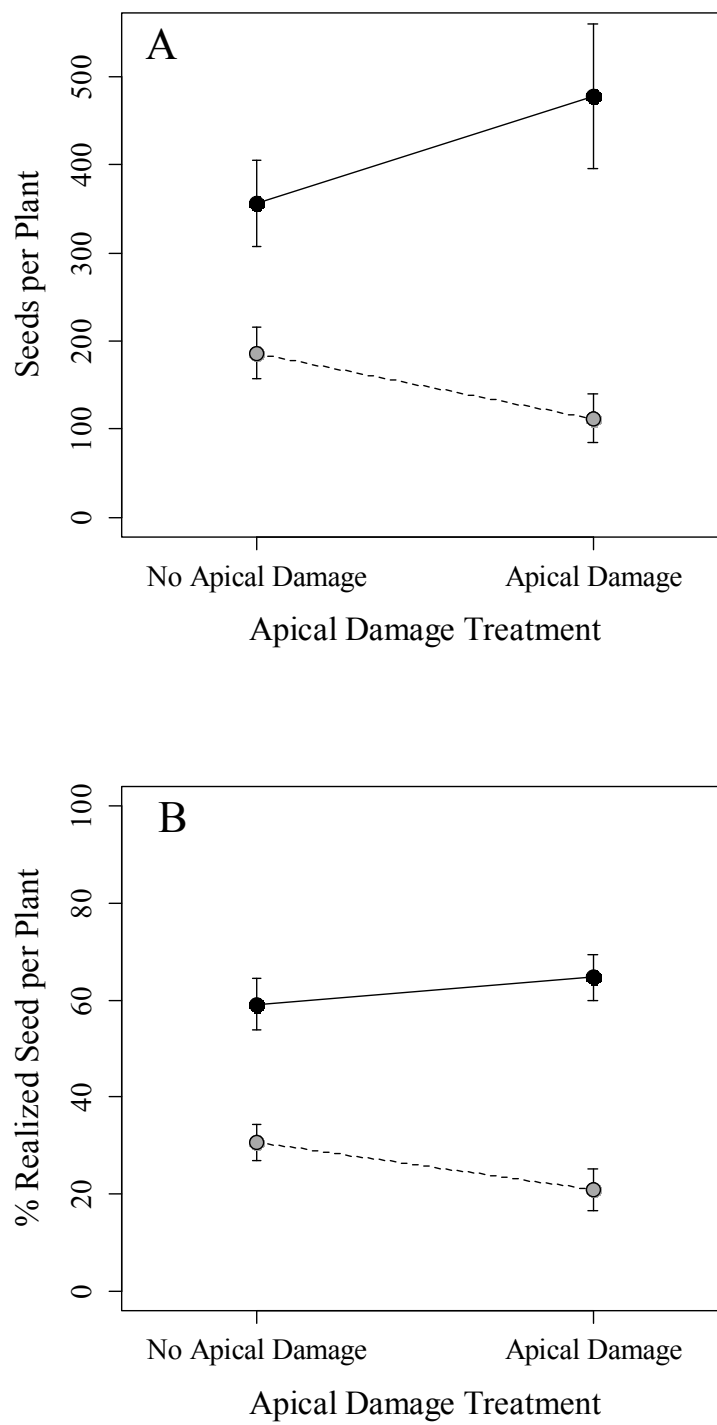 A
500
400
300
200
100
0
Seeds per Plant
No Apical Damage
Apical Damage
Apical Damage Treatment
B
100
80
60
40
20
0
% Realized Seed per Plant
No Apical Damage
Apical Damage
Apical Damage Treatment